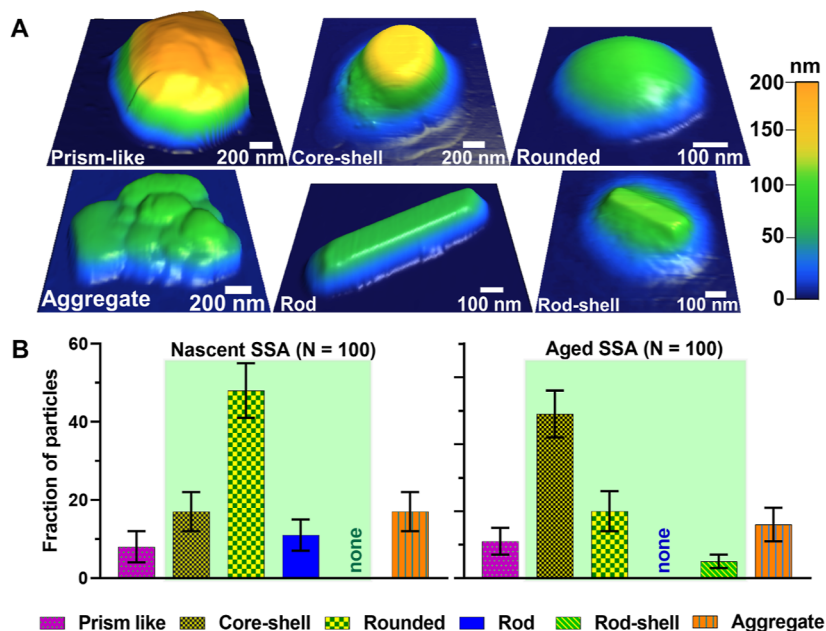 A
nm
200
150
100
50
0
Prism-like
200 nm
Core-shell
200 nm
Rounded
100 nm
Aggregate
200 nm
Rod
100 nm
Rod-shell
100 nm
B
Nascent SSA (N = 100)
Aged SSA (N = 100)
Fraction of particles
60
40
20
0
none
none
Prism like
Core-shell
Rounded
Rod
Rod-shell
Aggregate